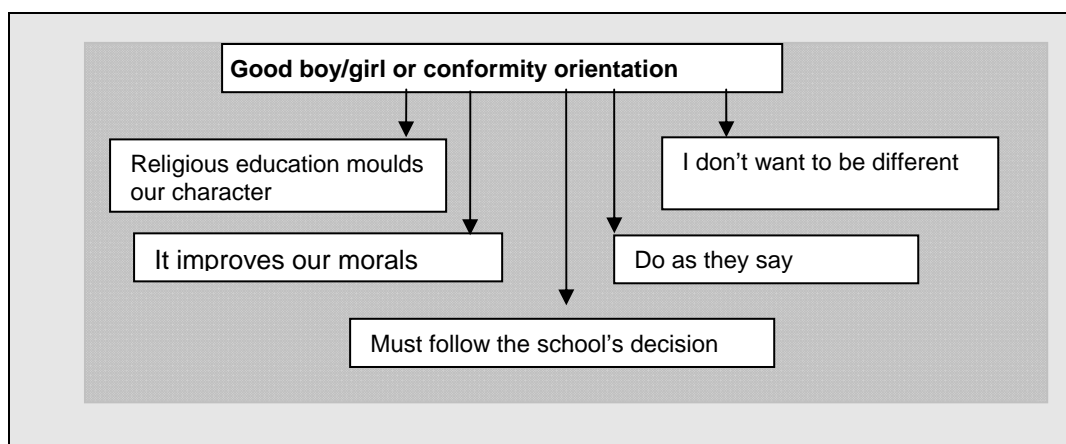 Good boy/girl or conformity orientation
Religious education moulds
our character
I don’t want to be different
It improves our morals
Do as they say
Must follow the school’s decision